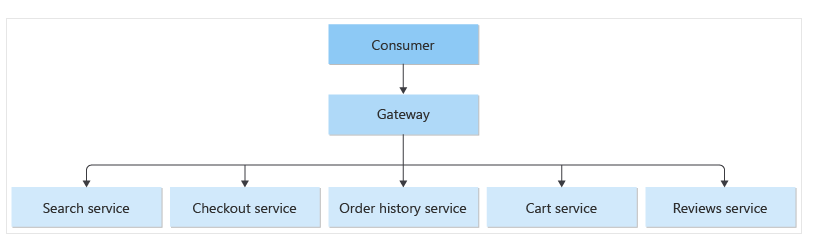 Consumer
Gateway
Search service
Checkout service
Order history service
Cart service
Reviews service